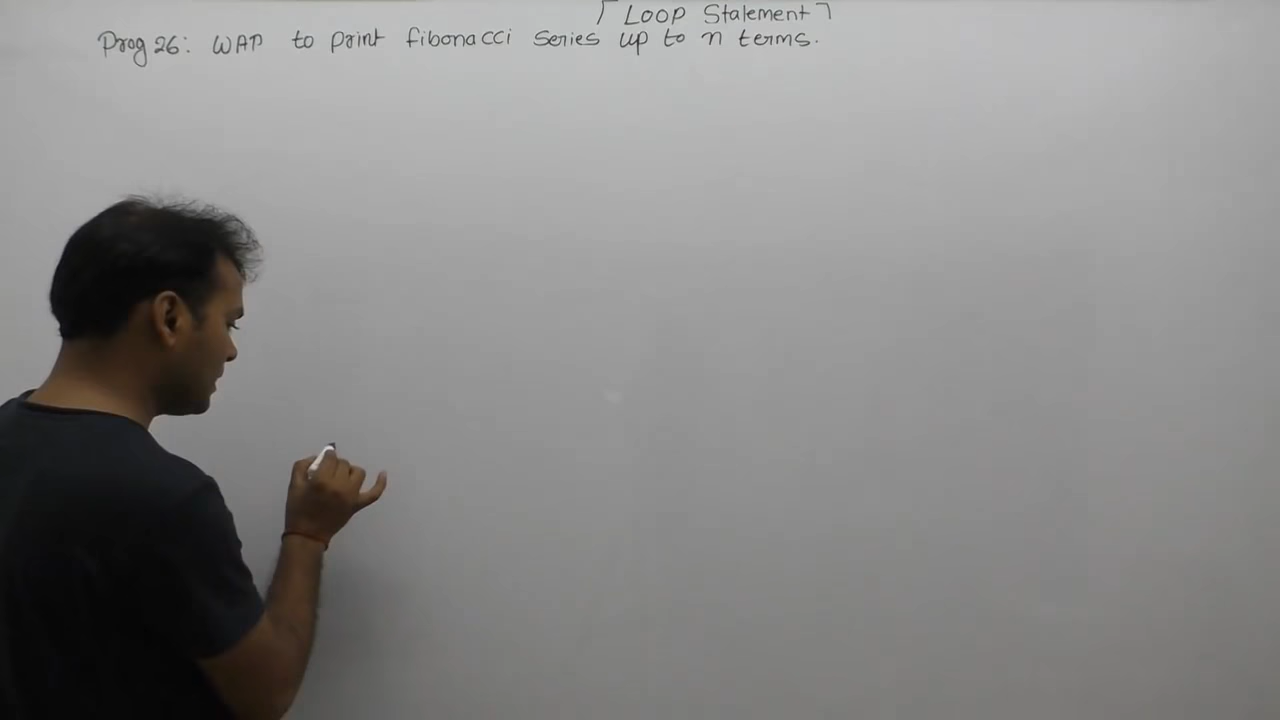 Loop Statement
Prog 26: WAP to print fibonacci series up to n terms.